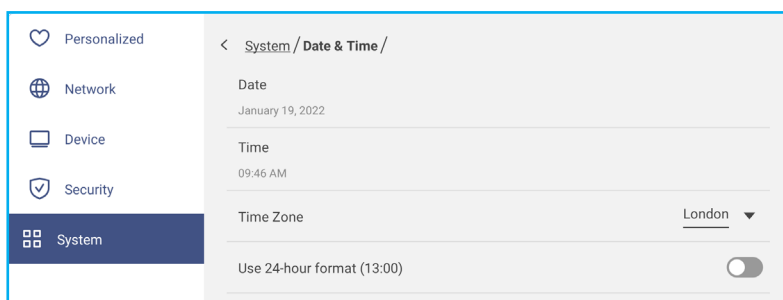 Personalized
Network
Device
Security
System
System / Date & Time /
Date
January 19, 2022
Time
09:46 AM
Time Zone
London
Use 24-hour format (13:00)